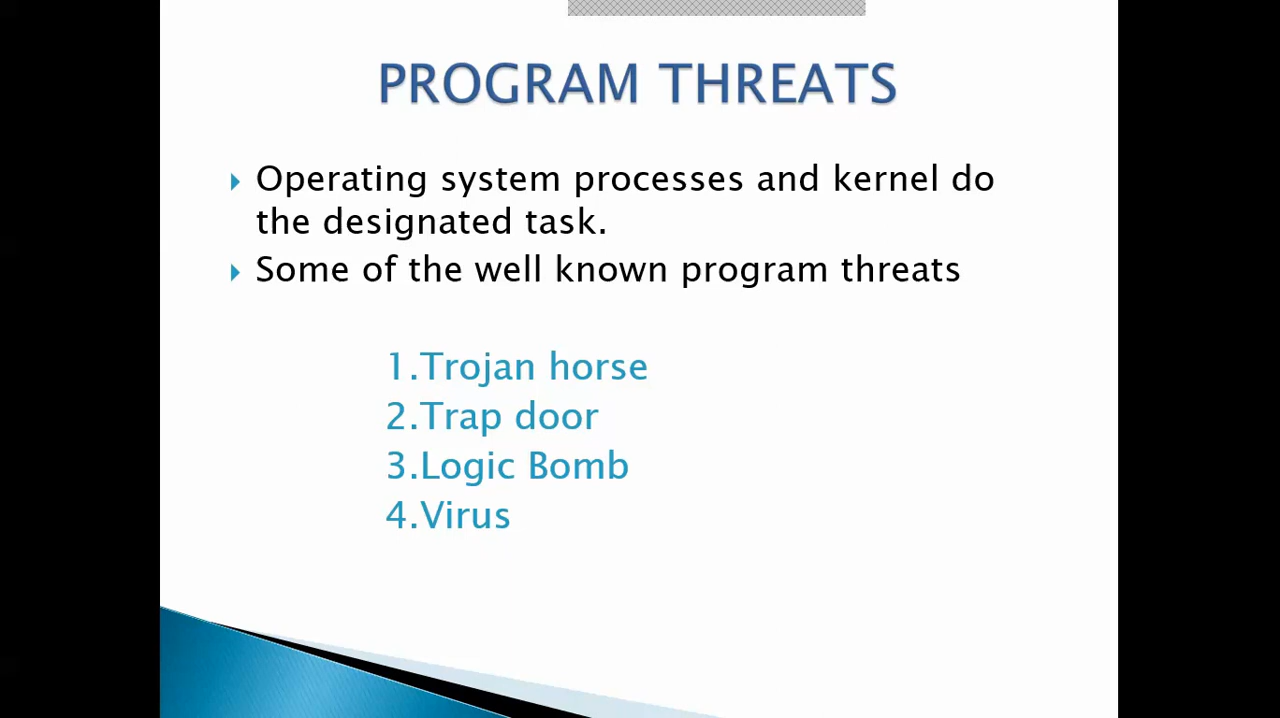 PROGRAM THREATS
Operating system processes and kernel do
the designated task.
Some of the well known program threats
1.Trojan horse
2.Trap door
3.Logic Bomb
4.Virus